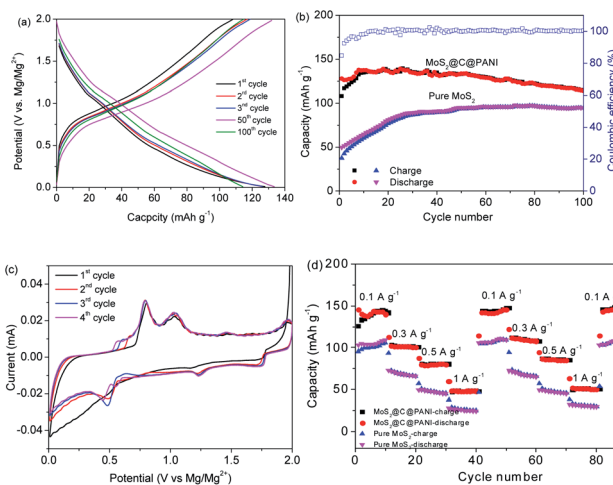 (a)
Potential (V vs. Mg/Mg²⁺)
2.0
1.5
1.0
0.5
0.0
1ˢᵗ cycle
2ʳᵈ cycle
3ʳᵈ cycle
50ᵗʰ cycle
100ᵗʰ cycle
0 20 40 60 80 100 120 140
Cacpcity (mAh g⁻¹)
(b)
Capacity (mAh g⁻¹)
200
150
100
50
0
MoS₂@C@PANI
Pure MoS₂
Charge
Discharge
100
80
60
40
20
0
Coulombic efficiency (%)
0 20 40 60 80 100
Cycle number
(c)
Current (mA)
0.04
0.02
0.00
-0.02
-0.04
1ˢᵗ cycle
2ⁿᵈ cycle
3ʳᵈ cycle
4ᵗʰ cycle
0.0 0.5 1.0 1.5 2.0
Potential (V vs Mg/Mg²⁺)
(d)
Capacity (mAh g⁻¹)
200
150
100
50
0
0.1 A g⁻¹
0.3 A g⁻¹
0.5 A g⁻¹
1 A g⁻¹
0.1 A g⁻¹
0.3 A g⁻¹
0.5 A g⁻¹
1 A g⁻¹
0.1 A
MoS₂@C@PANI-charge
MoS₂@C@PANI-discharge
Pure MoS₂-charge
Pure MoS₂-discharge
0 20 40 60 80
Cycle number